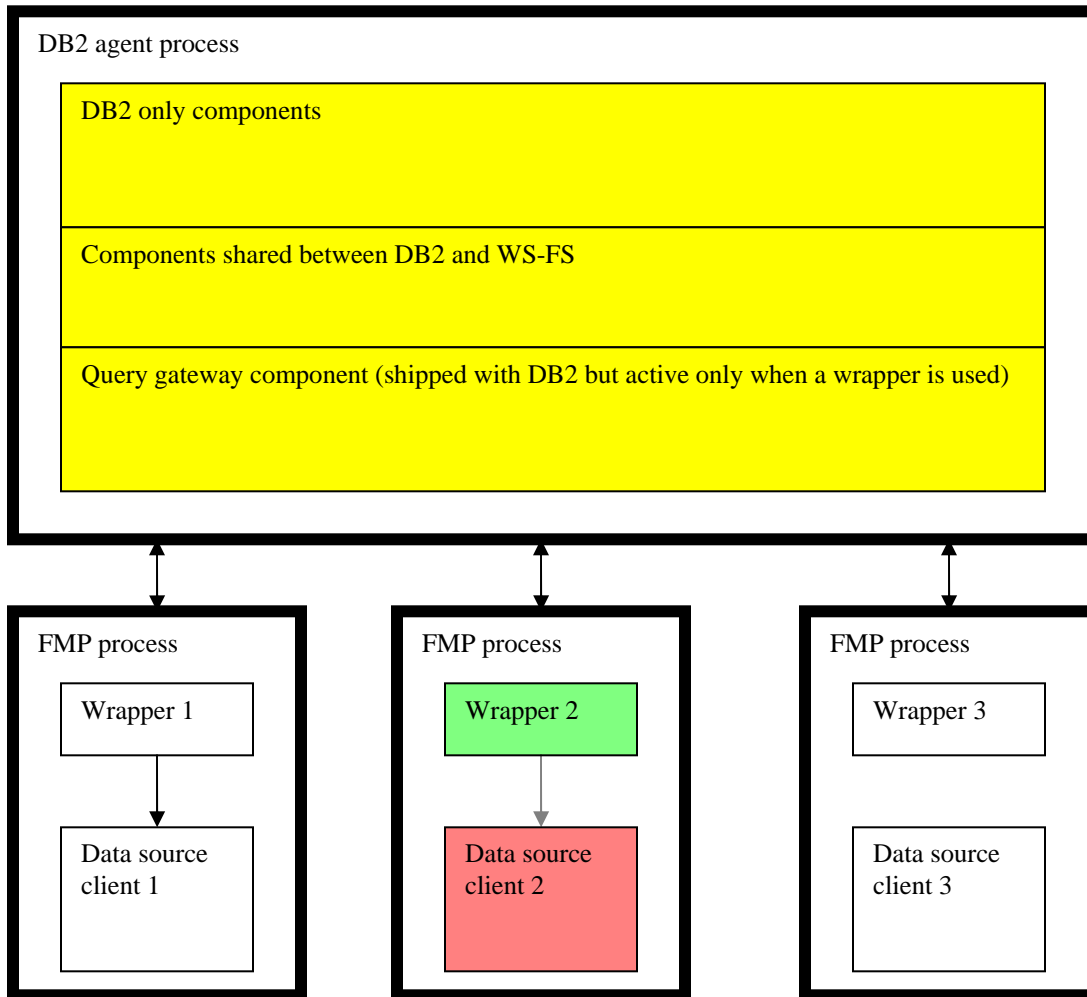 DB2 agent process
DB2 only components
Components shared between DB2 and WS-FS
Query gateway component (shipped with DB2 but active only when a wrapper is used)
FMP process
Wrapper 1
Data source
client 1
FMP process
Wrapper 2
Data source
client 2
FMP process
Wrapper 3
Data source
client 3